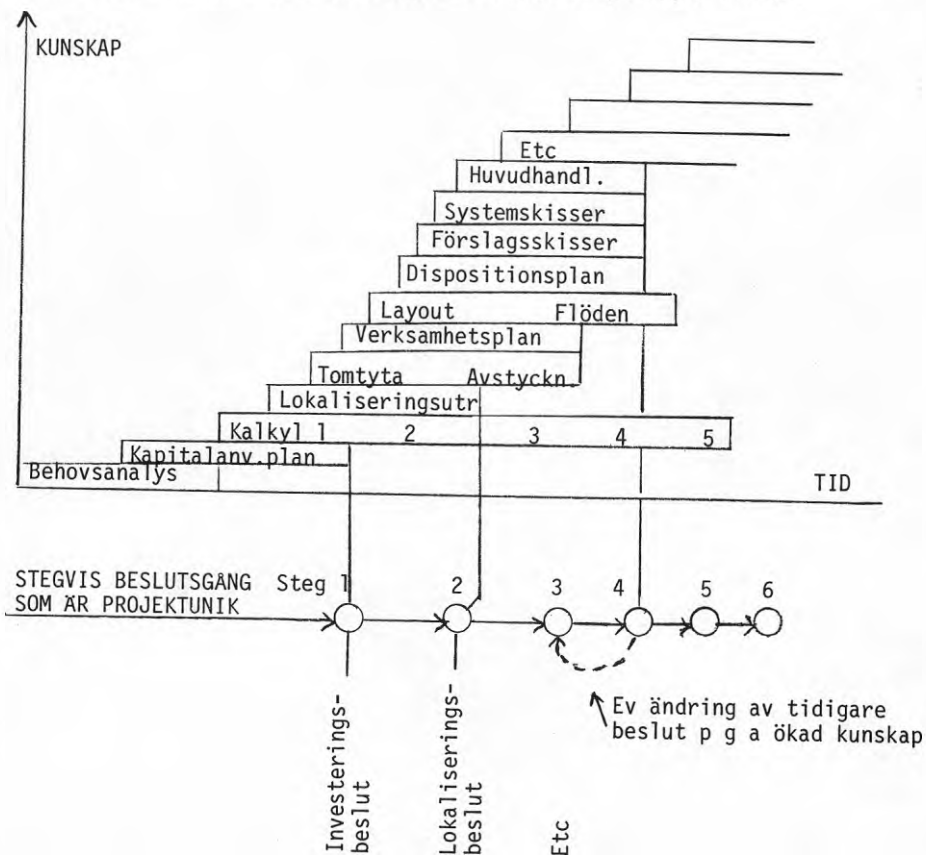 KUNSKAP
Etc
Huvudhandl.
Systemskisser
Förslagsskisser
Dispositionsplan
Layout Flöden
Verksamhetsplan
Tomtyta Avstyckn.
Lokaliseringsutr
Kalkyl 1 2 3 4 5
Kapitalanv.plan
Behovsanalys
TID
STEGVIS BESLUTSGÅNG Steg 1 2 3 4 5 6
SOM ÄR PROJEKTUNIK
Ev ändring av tidigare
beslut p g a ökad kunskap
Investerings-
beslut
Lokaliserings-
beslut
Etc